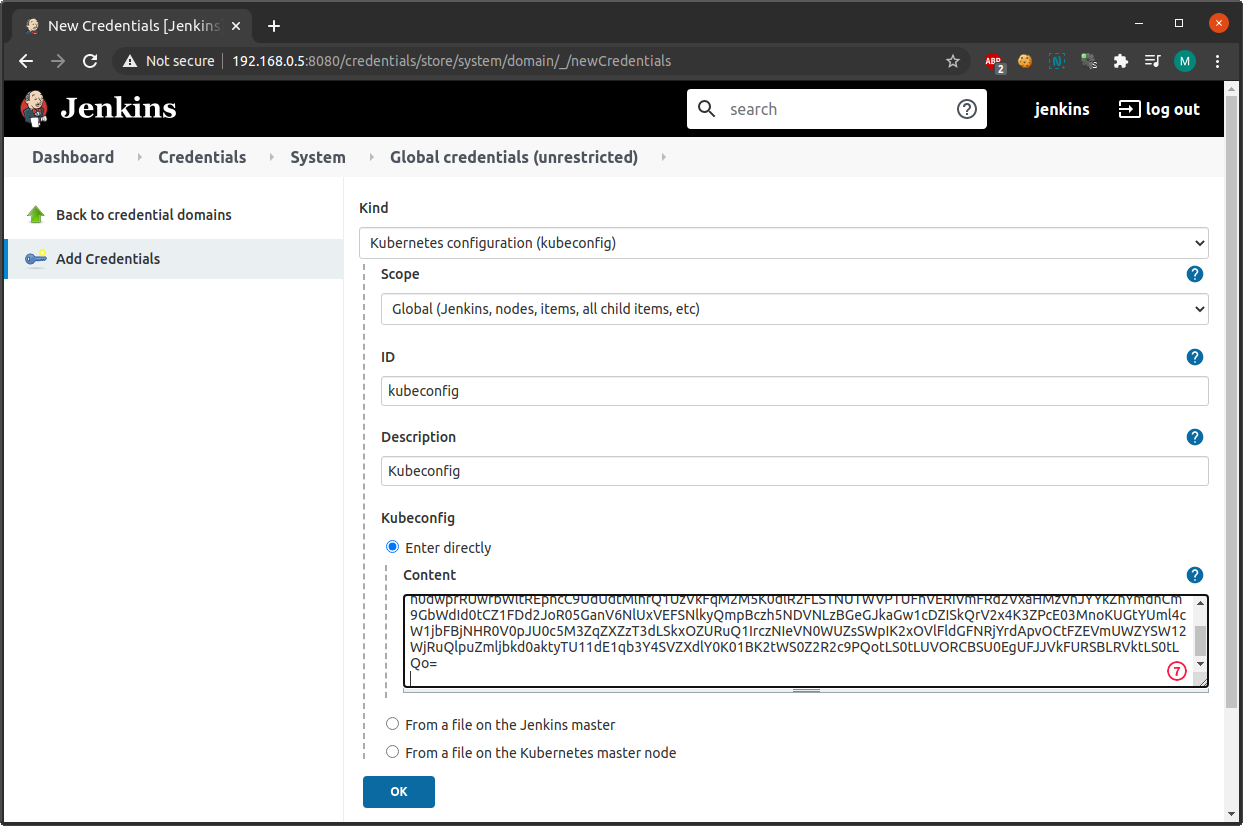 New Credentials [Jenkins
Not secure
192.168.0.5:8080/credentials/store/system/domain/_/newCredentials
ABP
2
N
M
Jenkins
search
jenkins
log out
Dashboard
Credentials
System
Global credentials (unrestricted)
Back to credential domains
Add Credentials
Kind
Kubernetes configuration (kubeconfig)
Scope
Global (Jenkins, nodes, items, all child items, etc)
ID
kubeconfig
Description
Kubeconfig
Kubeconfig
Enter directly
Content
Qo=
7
From a file on the Jenkins master
From a file on the Kubernetes master node
OK